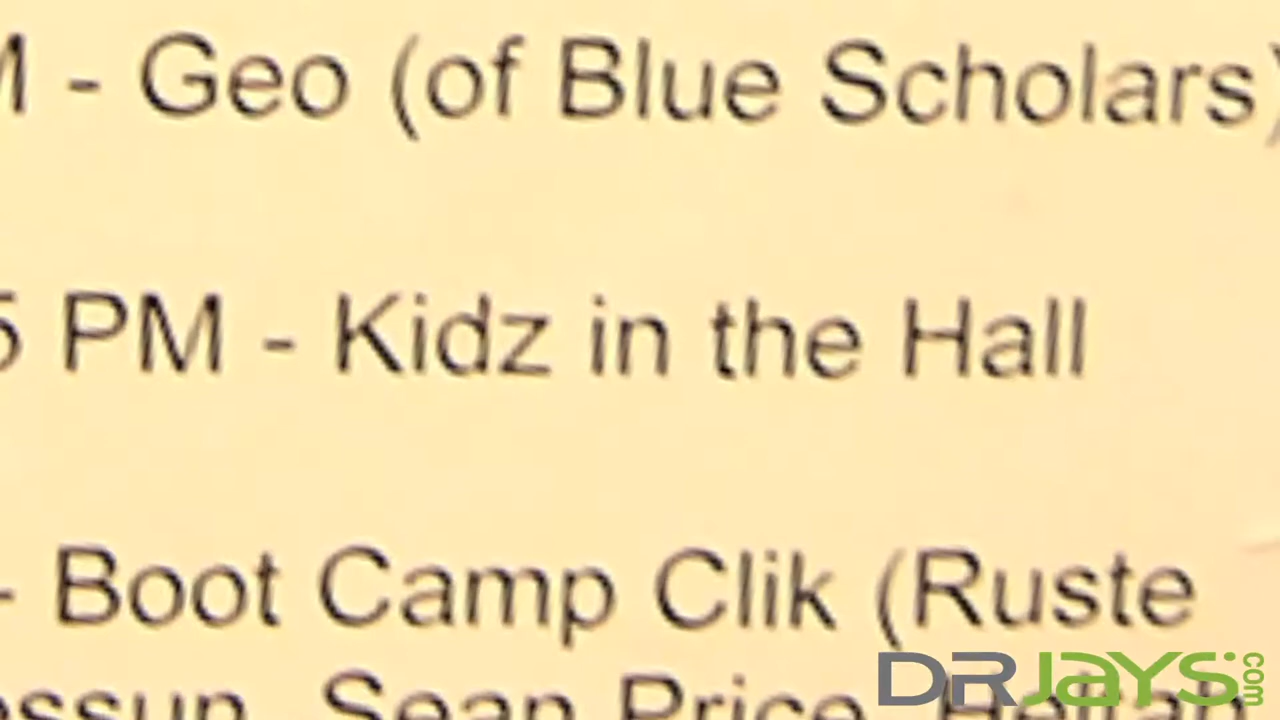 M - Geo (of Blue Scholars)
5 PM - Kidz in the Hall
- Boot Camp Clik (Ruste
Sean Price,
DRJAYS.com